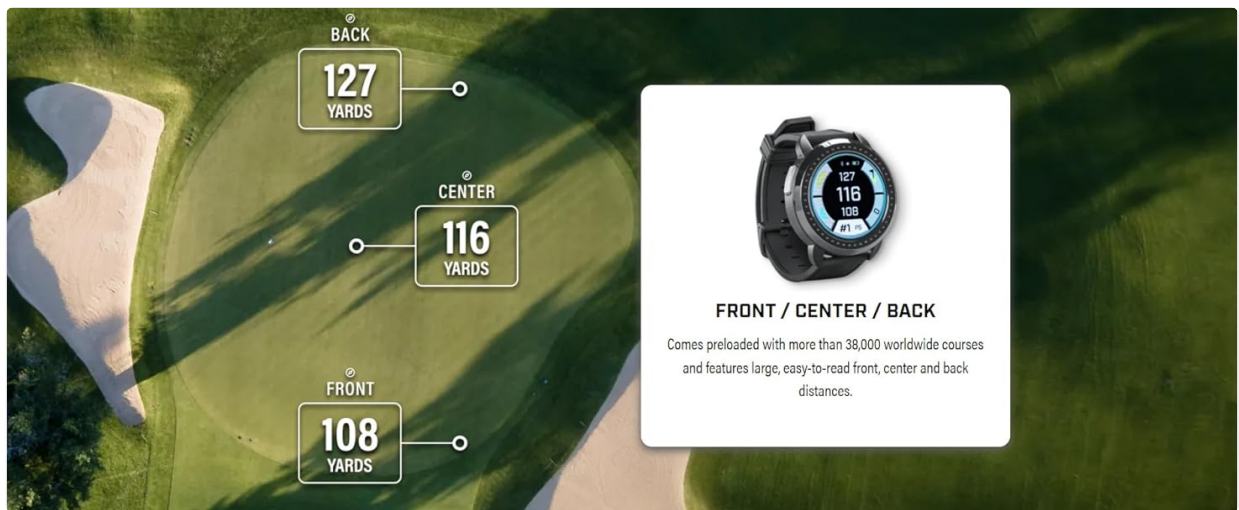 BACK
127
YARDS
CENTER
116
YARDS
FRONT
108
YARDS
127
116
108
#1 P5
FRONT / CENTER / BACK
Comes preloaded with more than 38,000 worldwide courses
and features large, easy-to-read front, center and back
distances.